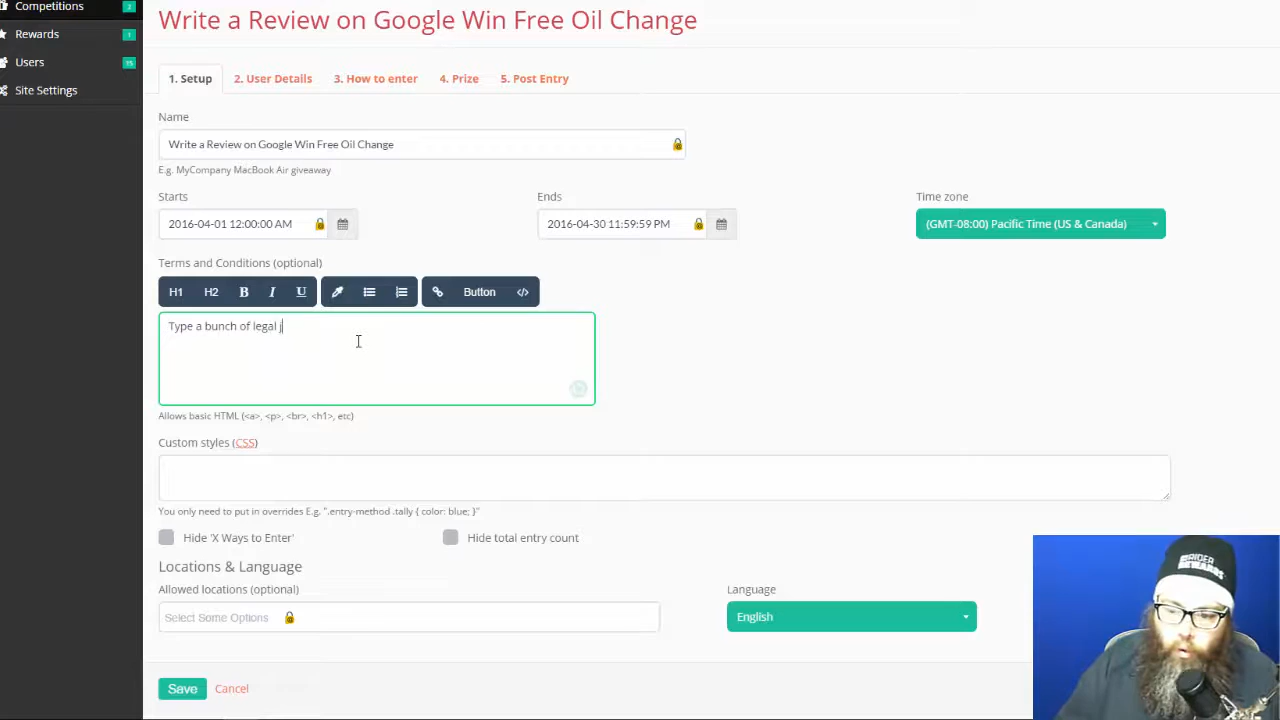 Competitions 2
Write a Review on Google Win Free Oil Change
Rewards 1
Users 15
Site Settings
1. Setup 2. User Details 3. How to enter 4. Prize 5. Post Entry
Name
Write a Review on Google Win Free Oil Change
E.g. MyCompany MacBook Air giveaway
Starts Ends Time zone
2016-04-01 12:00:00 AM 2016-04-30 11:59:59 PM (GMT-08:00) Pacific Time (US & Canada)
Terms and Conditions (optional)
H1 H2 B I U Button </>
Type a bunch of legal j
Allows basic HTML (<a>, <p>, <br>, <h1>, etc)
Custom styles (CSS)
You only need to put in overrides E.g. ".entry-method .tally { color: blue; }"
Hide 'X Ways to Enter' Hide total entry count
Locations & Language
Allowed locations (optional) Language
Select Some Options English
Save Cancel